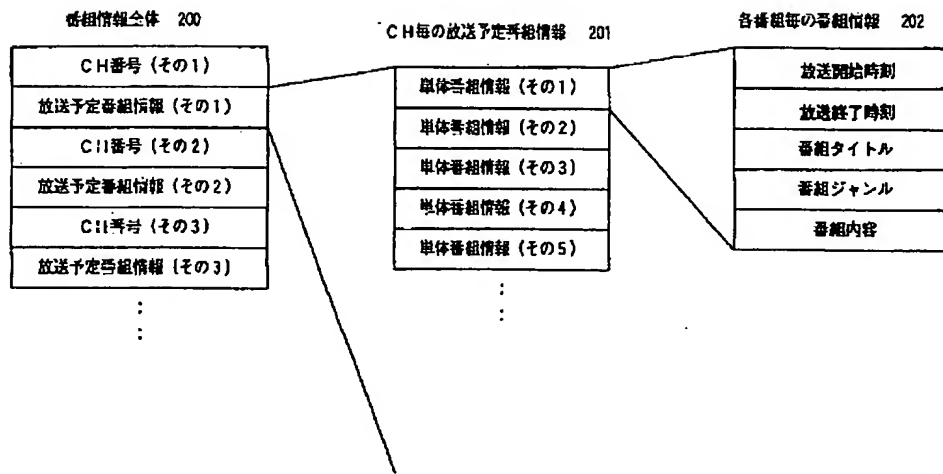 番組情報全体 200
CH番号 (その1)
放送予定番組情報 (その1)
CH番号 (その2)
放送予定番組情報 (その2)
CH番号 (その3)
放送予定番組情報 (その3)
CH毎の放送予定番組情報 201
単体番組情報 (その1)
単体番組情報 (その2)
単体番組情報 (その3)
単体番組情報 (その4)
単体番組情報 (その5)
各番組毎の番組情報 202
放送開始時刻
放送終了時刻
番組タイトル
番組ジャンル
番組内容